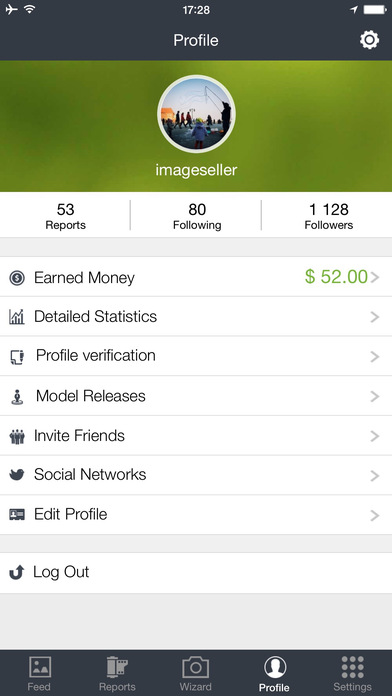 17:28
Profile
imageseller
53 80 1 128
Reports Following Followers
Earned Money $ 52.00
Detailed Statistics
Profile verification
Model Releases
Invite Friends
Social Networks
Edit Profile
Log Out
Feed Reports Wizard Profile Settings